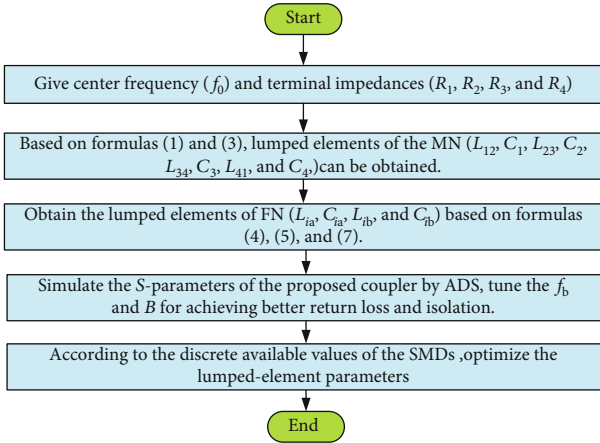 Start
Give center frequency (f₀) and terminal impedances (R₁, R₂, R₃, and R₄)
Based on formulas (1) and (3), lumped elements of the MN (L₁₂, C₁, L₂₃, C₂,
L₃₄, C₃, L₄₁, and C₄,)can be obtained.
Obtain the lumped elements of FN (Lᵢₐ, Cᵢₐ, L_ib, and C_ib) based on formulas
(4), (5), and (7).
Simulate the S-parameters of the proposed coupler by ADS, tune the f_b
and B for achieving better return loss and isolation.
According to the discrete available values of the SMDs ,optimize the
lumped-element parameters
End